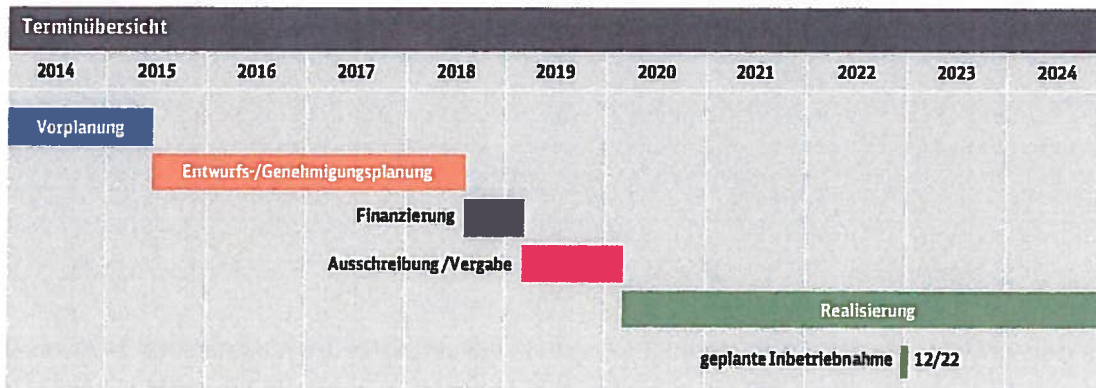 Terminübersicht
2014 2015 2016 2017 2018 2019 2020 2021 2022 2023 2024
Vorplanung
Entwurfs-/Genehmigungsplanung
Finanzierung
Ausschreibung/Vergabe
Realisierung
geplante Inbetriebnahme 12/22